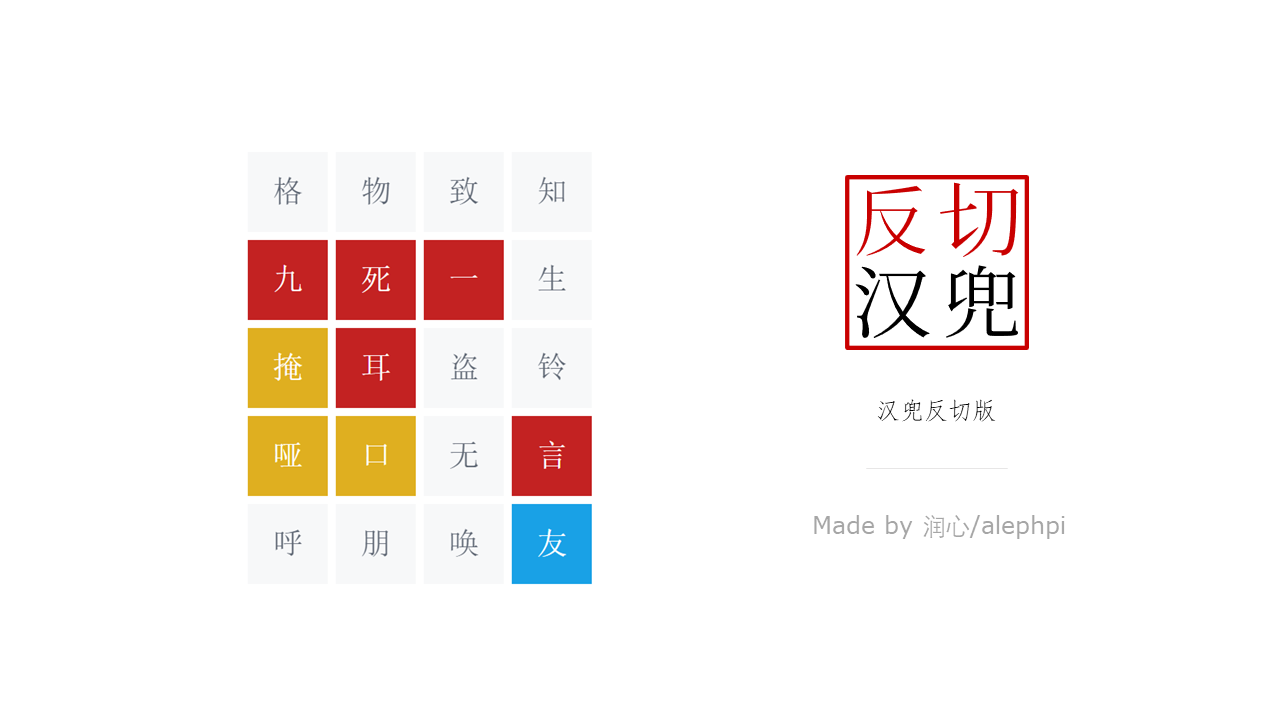 格物致知
九死一生
掩耳盗铃
哑口无言
呼朋唤友
反切
汉兜
汉兜反切版
Made by 润心/alephpi